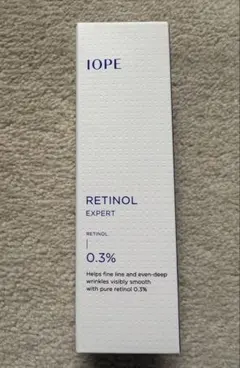 IOPE
RETINOL
EXPERT
RETINOL
0.3%
Helps fine line and even-deep
wrinkles visibly smooth
with pure retinol 0.3%